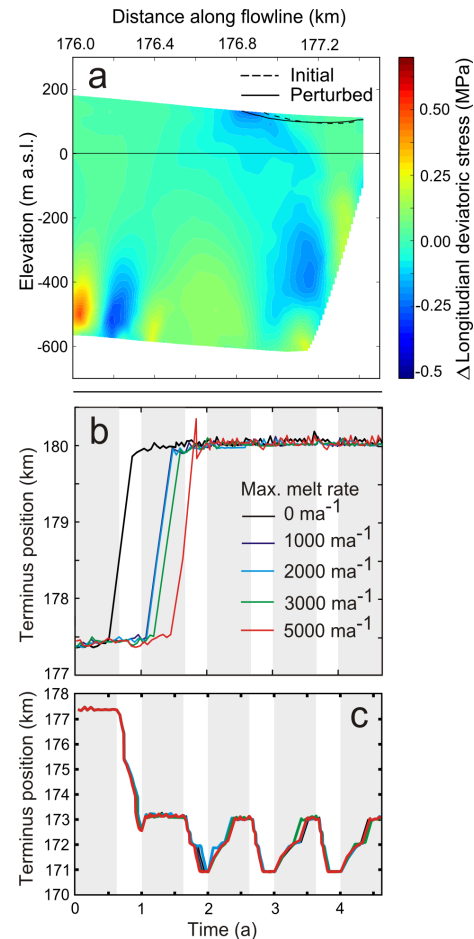 Distance along flowline (km)
176.0 176.4 176.8 177.2
a
Initial
Perturbed
200
0
-200
-400
-600
Elevation (m a.s.l.)
0.50
0.25
0.00
-0.25
-0.5
Δ Longitudianl deviatoric stress (MPa)
b
180
179
178
177
Terminus position (km)
Max. melt rate
0 ma⁻¹
1000 ma⁻¹
2000 ma⁻¹
3000 ma⁻¹
5000 ma⁻¹
c
178
177
176
175
174
173
172
171
170
Terminus position (km)
0 1 2 3 4
Time (a)